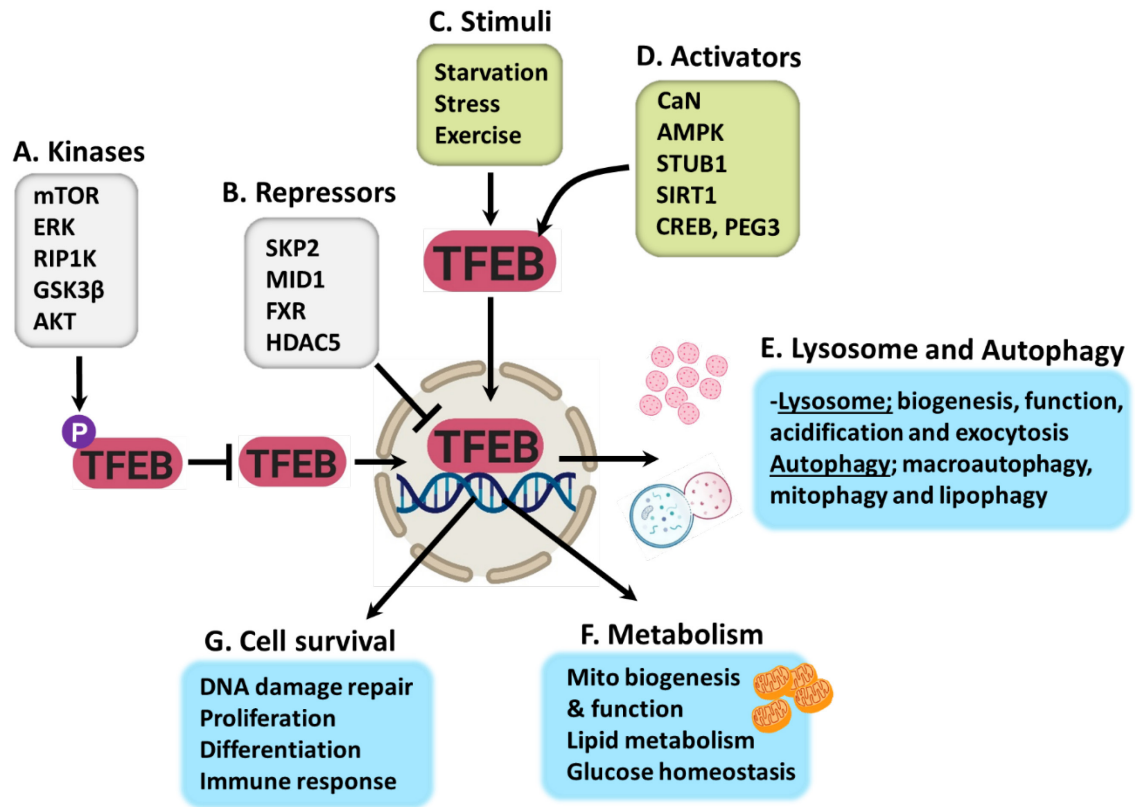 C. Stimuli
Starvation
Stress
Exercise
D. Activators
CaN
AMPK
STUB1
SIRT1
CREB, PEG3
A. Kinases
mTOR
ERK
RIP1K
GSK3β
AKT
B. Repressors
SKP2
MID1
FXR
HDAC5
TFEB
E. Lysosome and Autophagy
-Lysosome; biogenesis, function,
acidification and exocytosis
Autophagy; macroautophagy,
mitophagy and lipophagy
P
TFEB
TFEB
TFEB
G. Cell survival
DNA damage repair
Proliferation
Differentiation
Immune response
F. Metabolism
Mito biogenesis
& function
Lipid metabolism
Glucose homeostasis